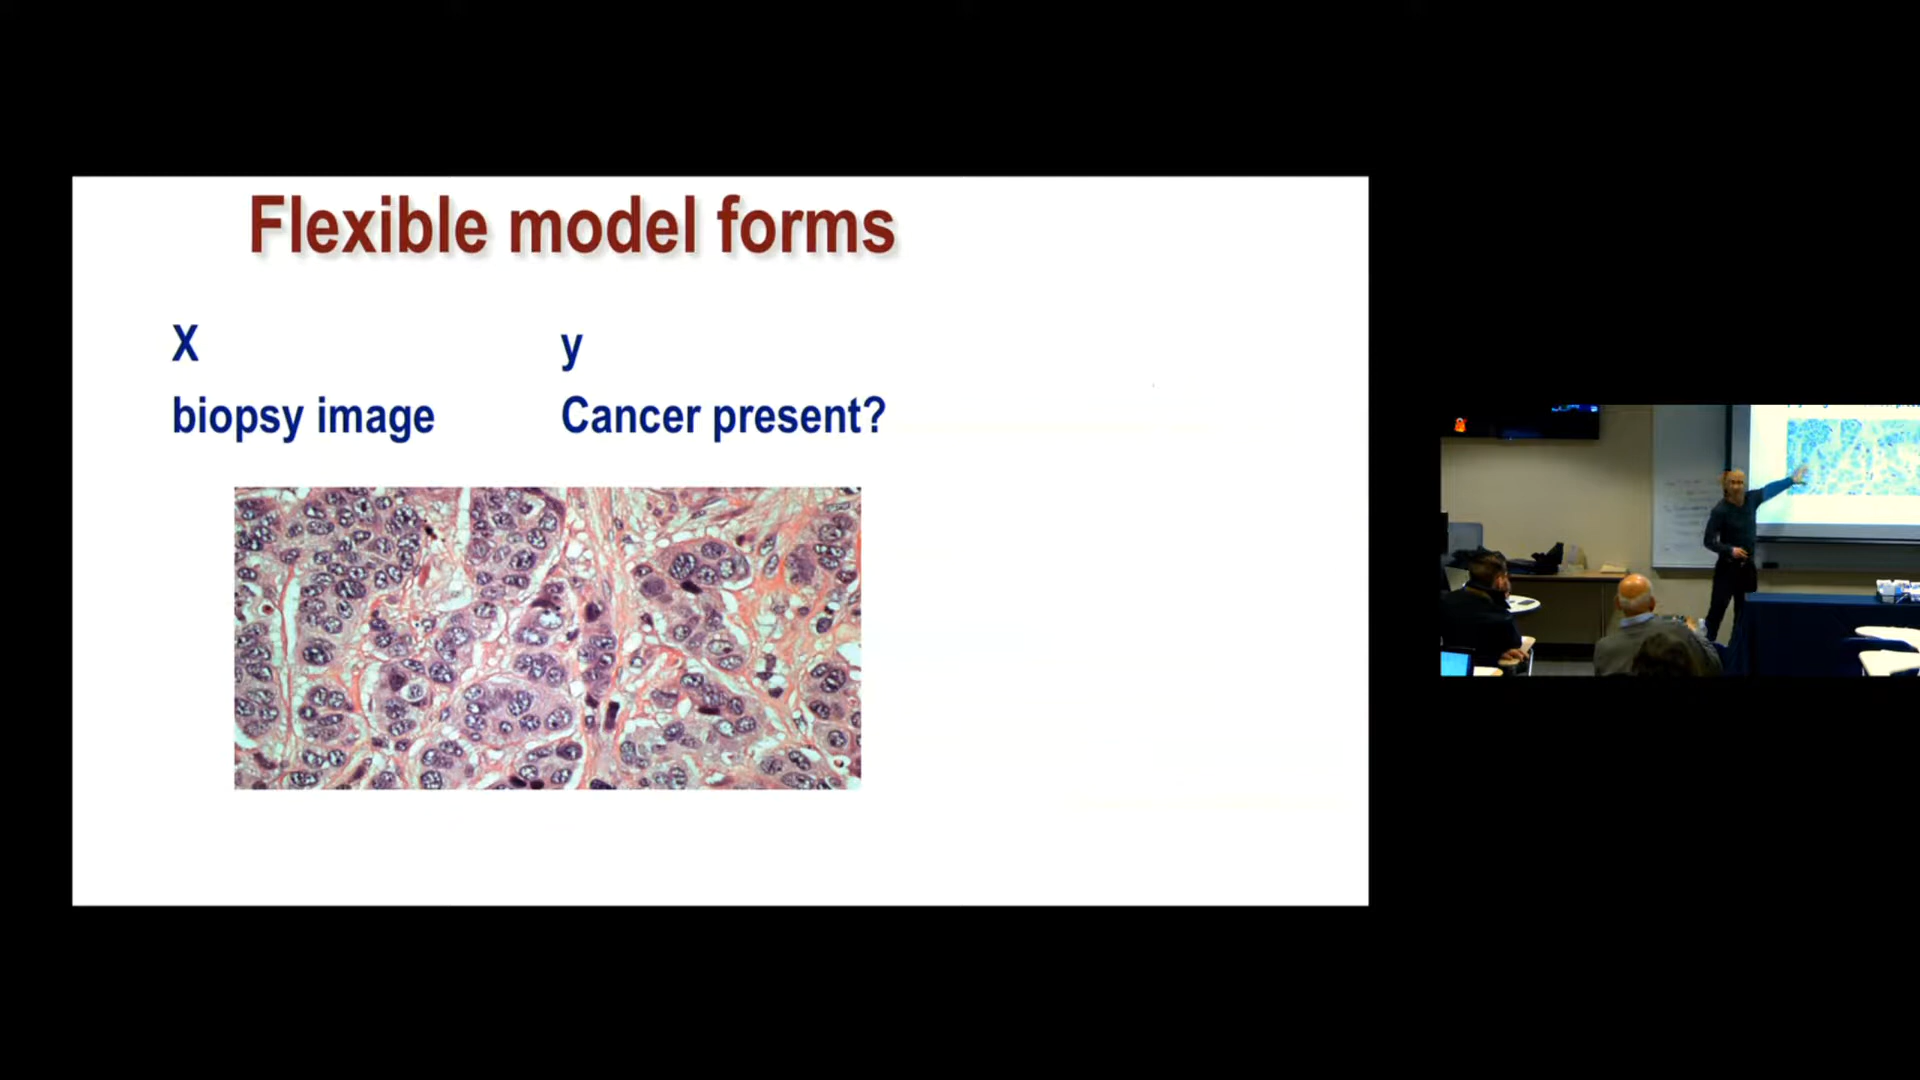 Flexible model forms
X
y
biopsy image
Cancer present?